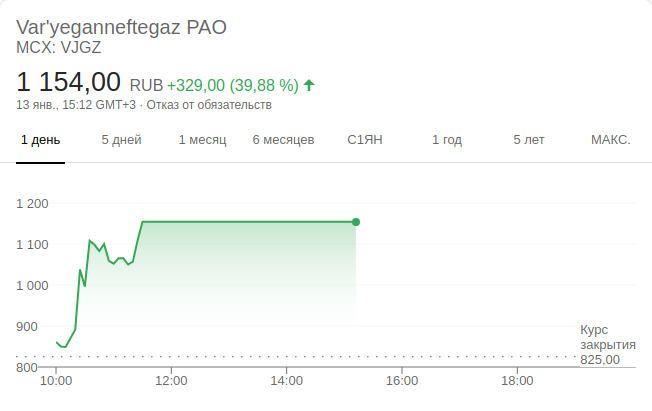 Var'yeganneftegaz PAO
MCX: VJGZ
1 154,00 RUB +329,00 (39,88 %)
13 янв., 15:12 GMT+3 · Отказ от обязательств
1 день 5 дней 1 месяц 6 месяцев С1ЯН 1 год 5 лет МАКС.
1 200
1 100
1 000
900
800
Курс
закрытия
825,00
10:00 12:00 14:00 16:00 18:00